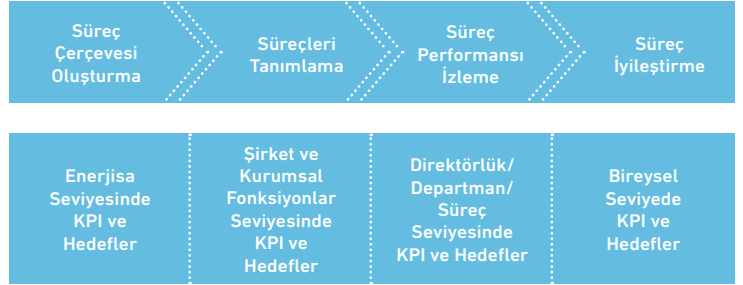 Süreç
Çerçevesi
Oluşturma
Süreçleri
Tanımlama
Süreç
Performansı
İzleme
Süreç
İyileştirme
Enerjisa
Seviyesinde
KPI ve
Hedefler
Şirket ve
Kurumsal
Fonksiyonlar
Seviyesinde
KPI ve
Hedefler
Direktörlük/
Departman/
Süreç
Seviyesinde
KPI ve Hedefler
Bireysel
Seviyede
KPI ve
Hedefler